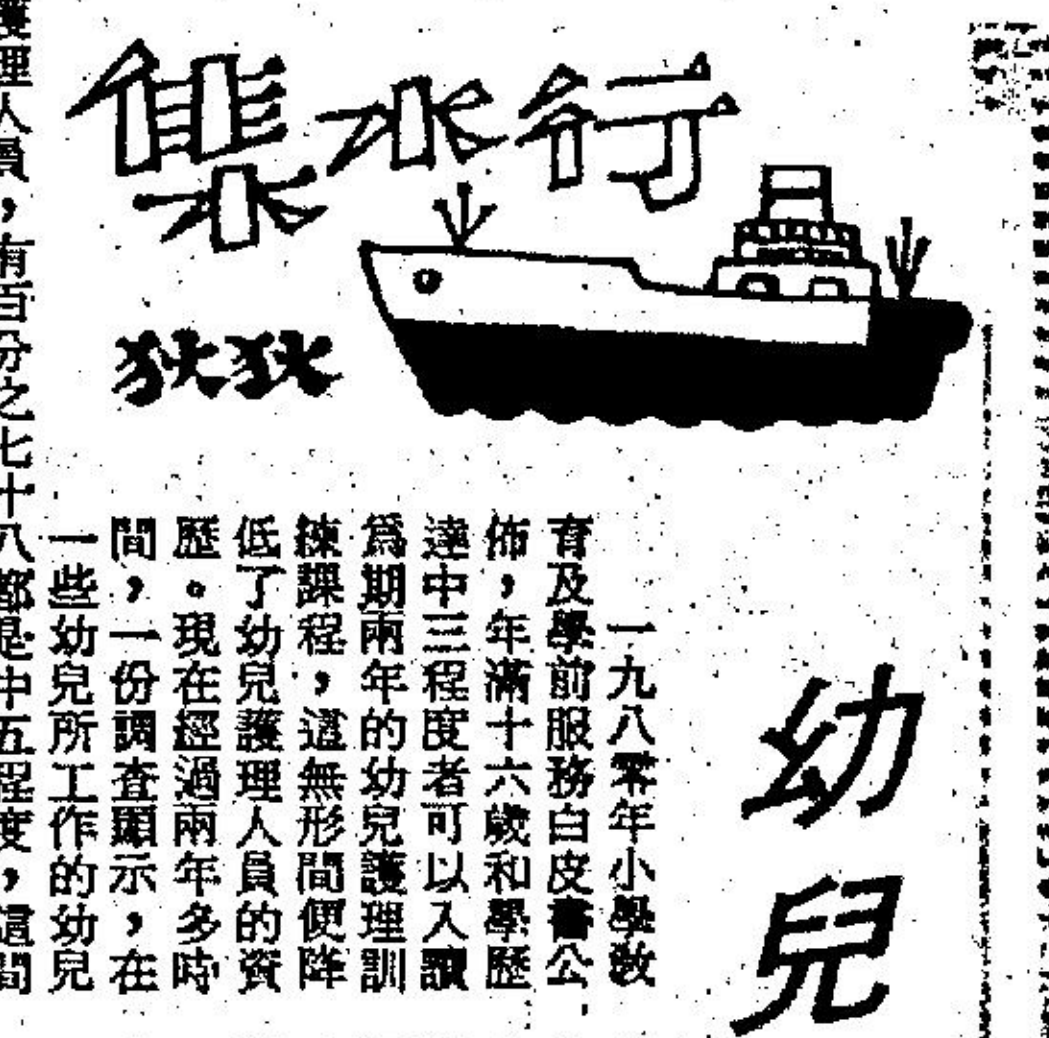 行水集
狄狄
幼兒
一九八零年小學教
育及學前服務白皮書公
佈，年滿十六歲和學歷
達中三程度者可以入讀
爲期兩年的幼兒護理訓
練課程，這無形間便降
低了幼兒護理人員的資
歷。現在經過兩年多時
間，一份調查顯示，在
一些幼兒所工作的幼兒
護理人員，有百份之七十八都是中五程度，這間